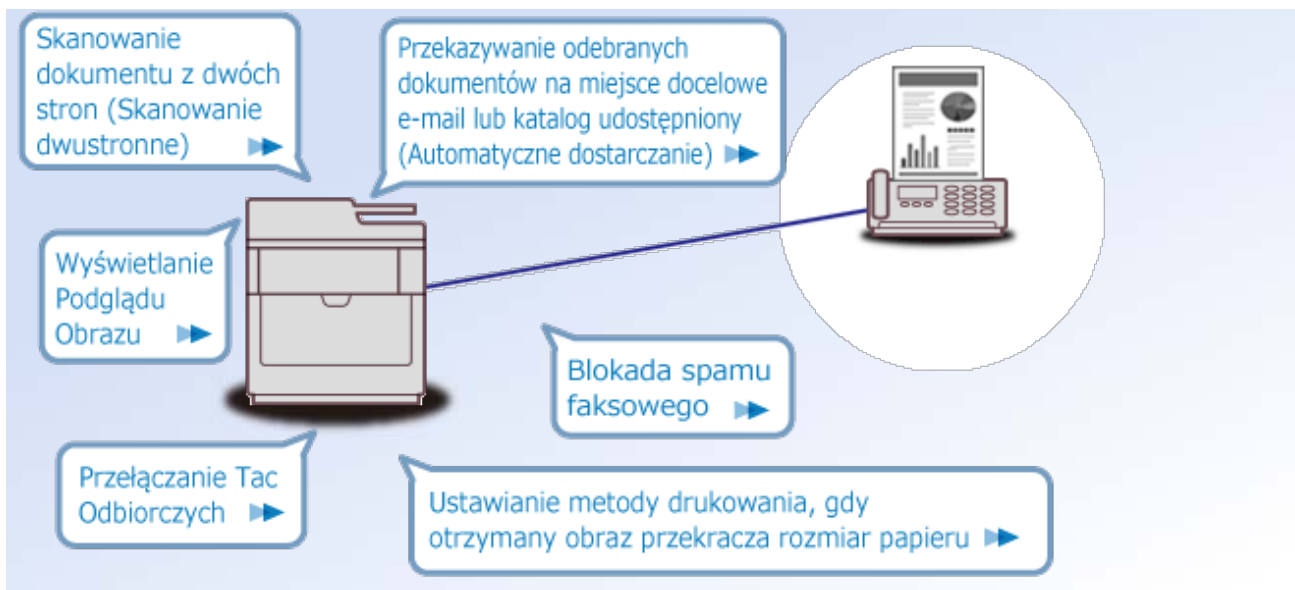 Skanowanie
dokumentu z dwóch
stron (Skanowanie
dwustronne)
Przekazywanie odebranych
dokumentów na miejsce docelowe
e-mail lub katalog udostępniony
(Automatyczne dostarczanie)
Wyświetlanie
Podglądu
Obrazu
Blokada spamu
faksowego
Przełączanie Tac
Odbiorczych
Ustawianie metody drukowania, gdy
otrzymany obraz przekracza rozmiar papieru